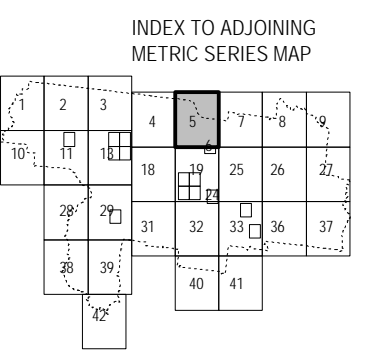 INDEX TO ADJOINING
METRIC SERIES MAP
1 2 3
4 5 7 8 9
6
10 11 13
18 19 25 26 27
24
28 29
31 32 33 36 37
38 39
40 41
42